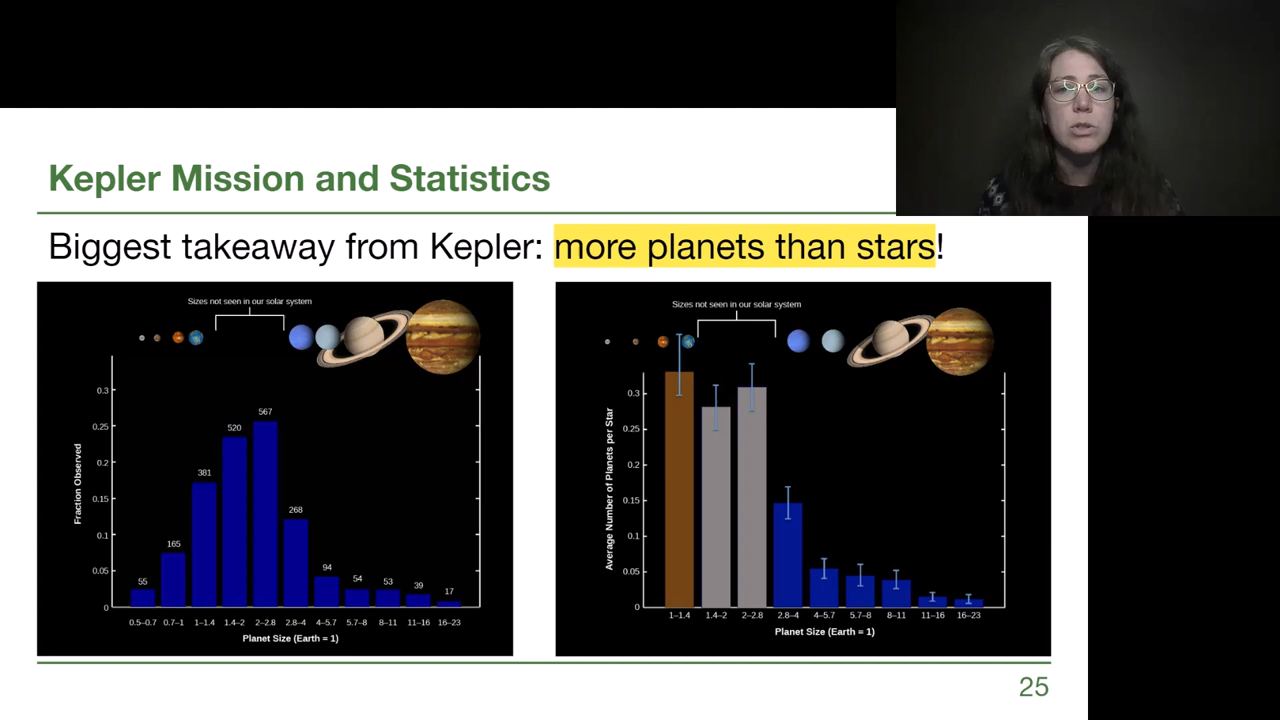 Kepler Mission and Statistics
Biggest takeaway from Kepler: more planets than stars!
Sizes not seen in our solar system
Fraction Observed
0.3
0.25
0.2
0.15
0.1
0.05
0
55
165
381
520
567
268
94
54
53
39
17
0.5–0.7 0.7–1 1–1.4 1.4–2 2–2.8 2.8–4 4–5.7 5.7–8 8–11 11–16 16–23
Planet Size (Earth = 1)
Sizes not seen in our solar system
Average Number of Planets per Star
0.3
0.25
0.2
0.15
0.1
0.05
0
1–1.4 1.4–2 2–2.8 2.8–4 4–5.7 5.7–8 8–11 11–16 16–23
Planet Size (Earth = 1)
25